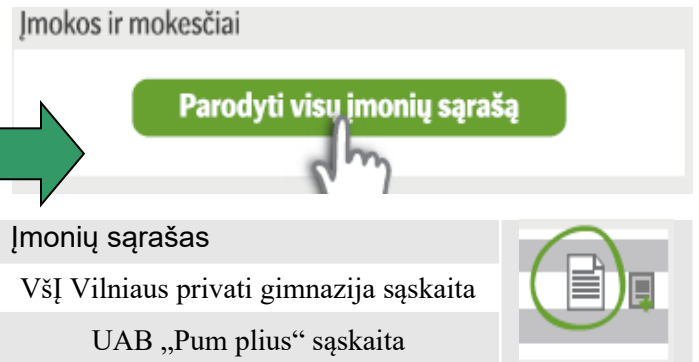 Įmokos ir mokesčiai
Parodyti visų įmonių sąrašą
Įmonių sąrašas
VšĮ Vilniaus privati gimnazija sąskaita
UAB „Pum plius“ sąskaita